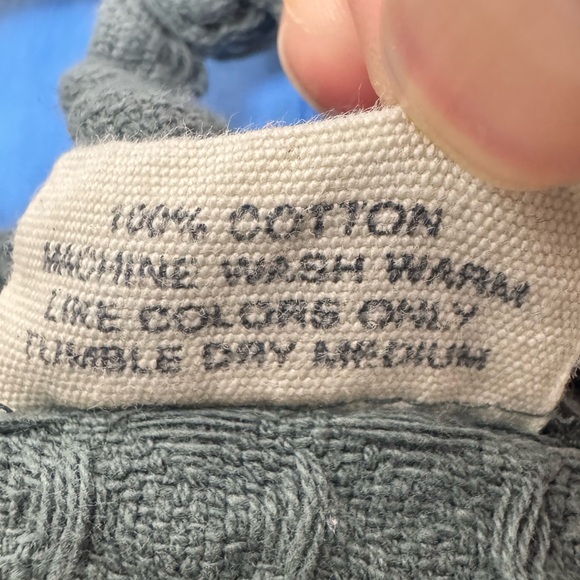 100% COTTON
MACHINE WASH WARM
LIKE COLORS ONLY
TUMBLE DRY MEDIUM